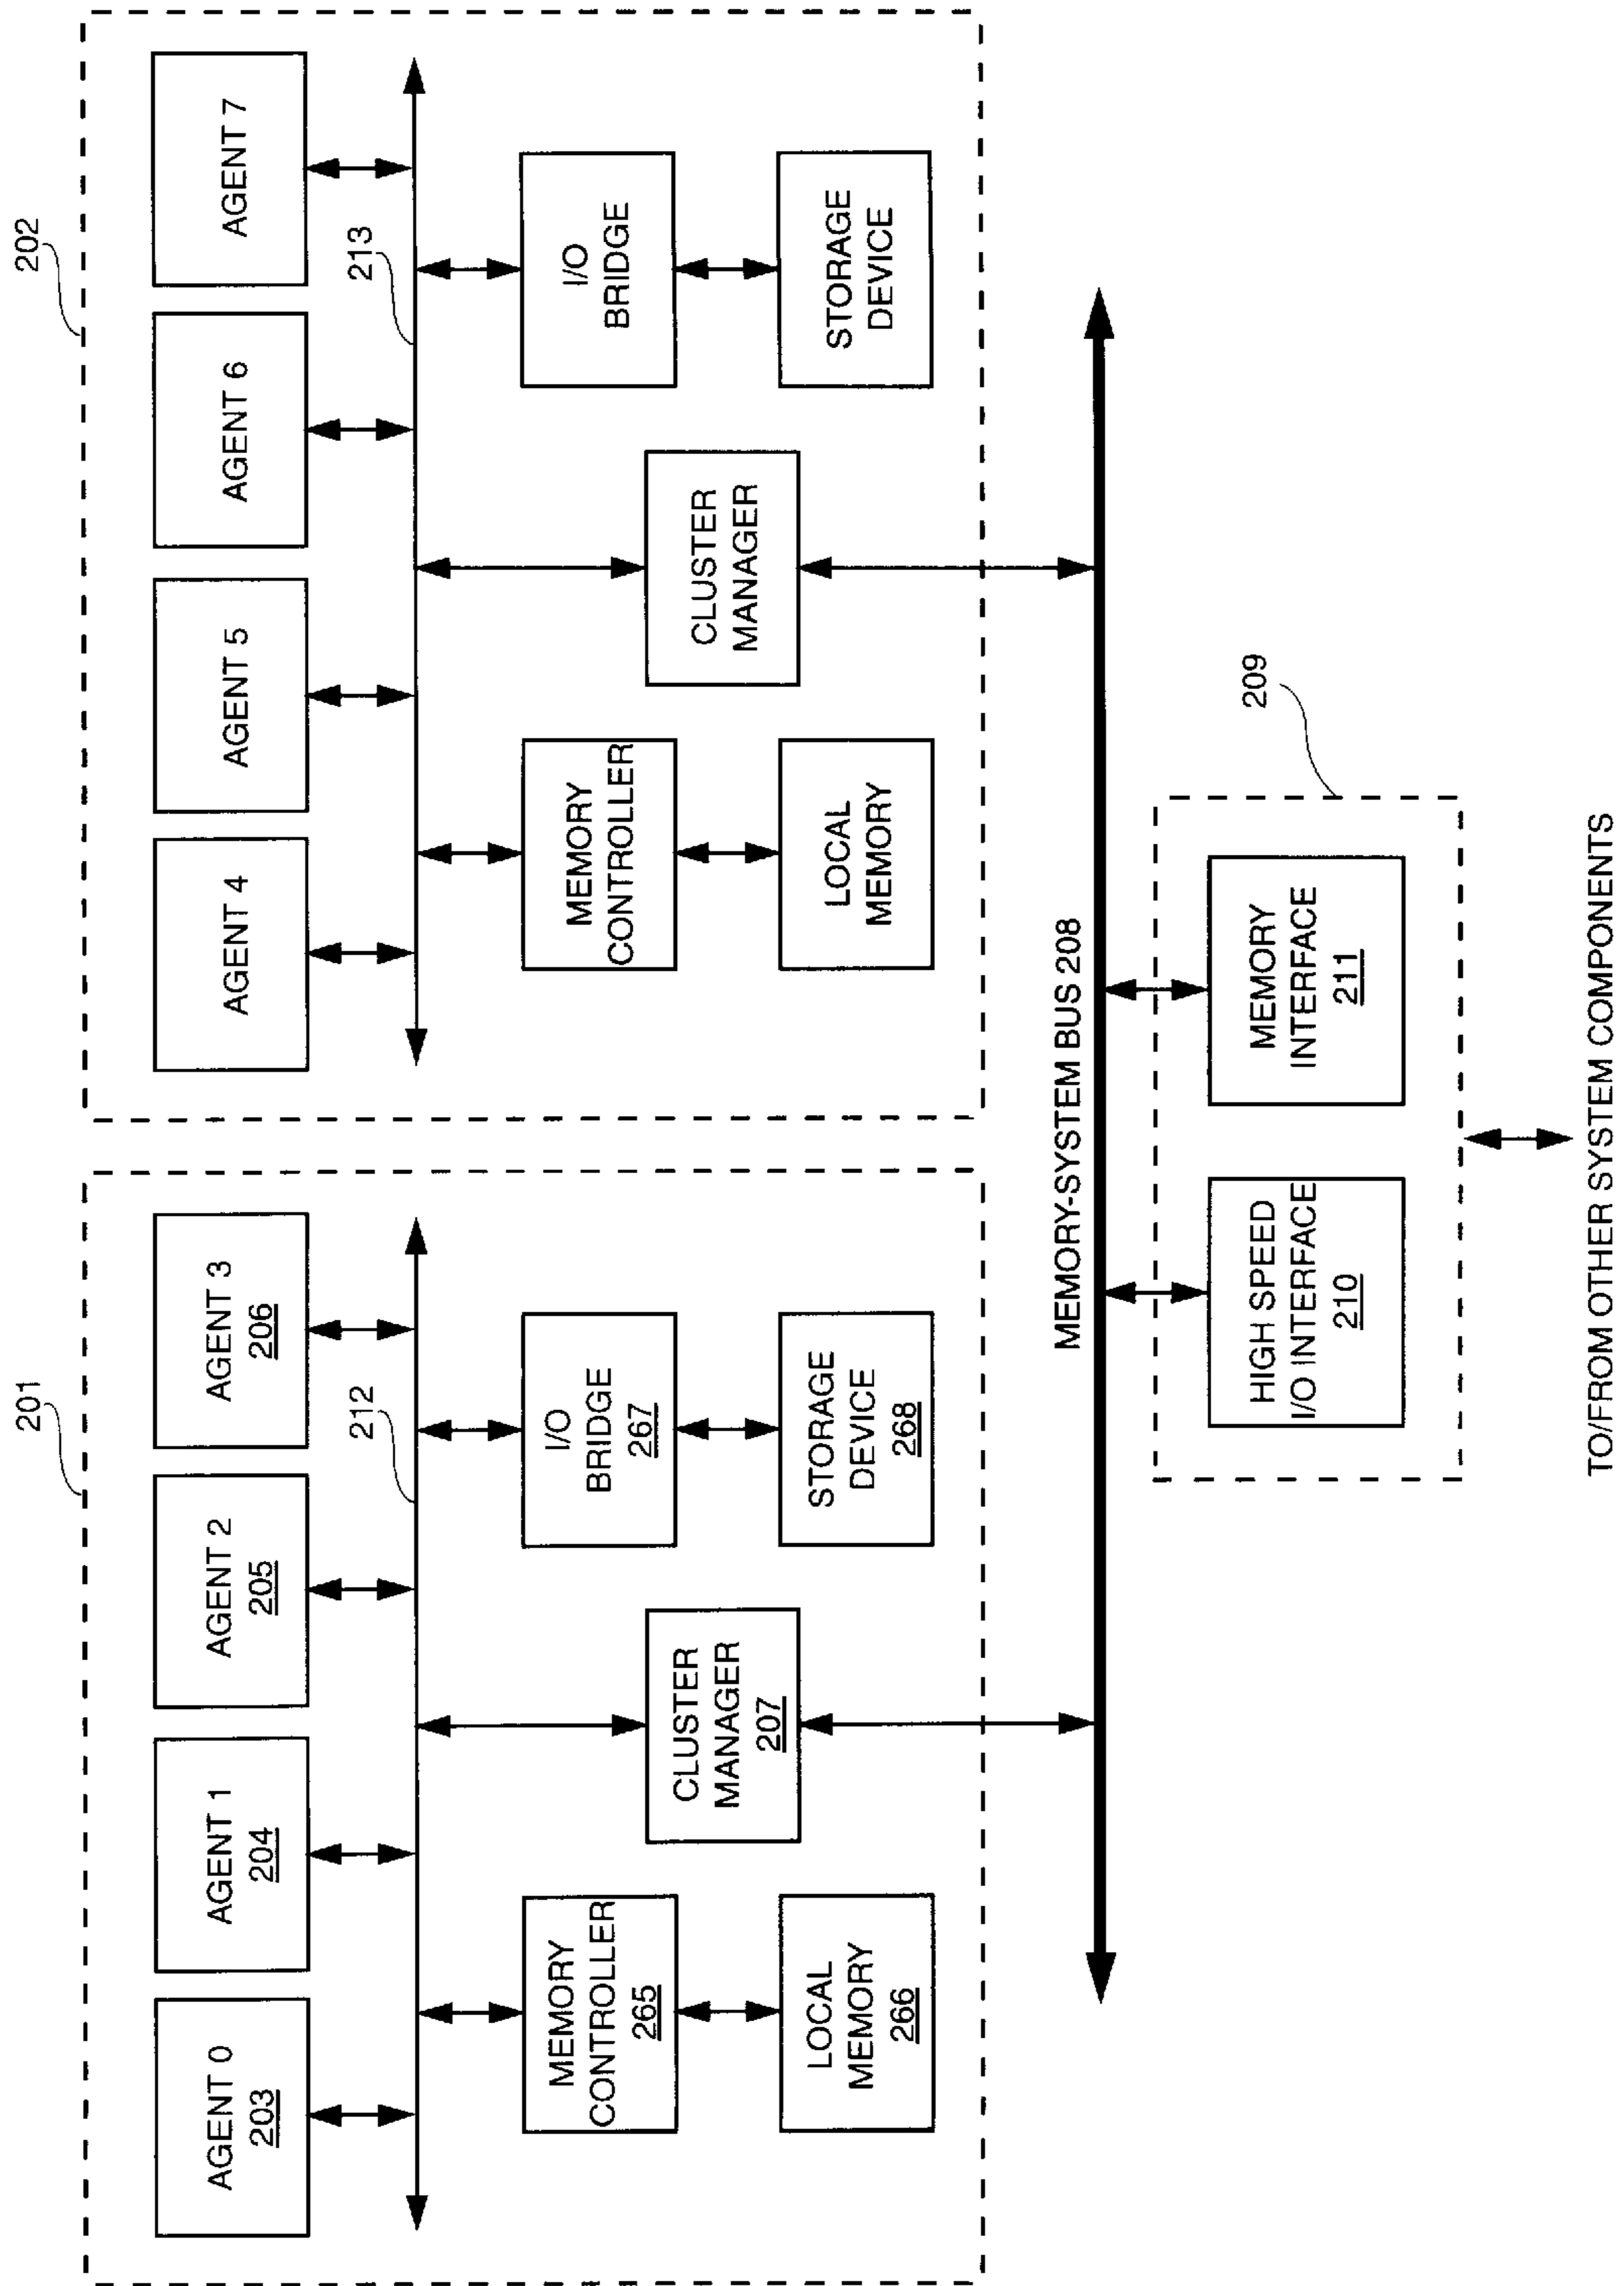 201
202
AGENT 0
203
AGENT 1
204
AGENT 2
205
AGENT 3
206
AGENT 4
AGENT 5
AGENT 6
AGENT 7
212
213
MEMORY
CONTROLLER
265
I/O
BRIDGE
267
MEMORY
CONTROLLER
I/O
BRIDGE
CLUSTER
MANAGER
207
CLUSTER
MANAGER
LOCAL
MEMORY
266
STORAGE
DEVICE
268
LOCAL
MEMORY
STORAGE
DEVICE
MEMORY-SYSTEM BUS 208
209
HIGH SPEED
I/O INTERFACE
210
MEMORY
INTERFACE
211
TO/FROM OTHER SYSTEM COMPONENTS